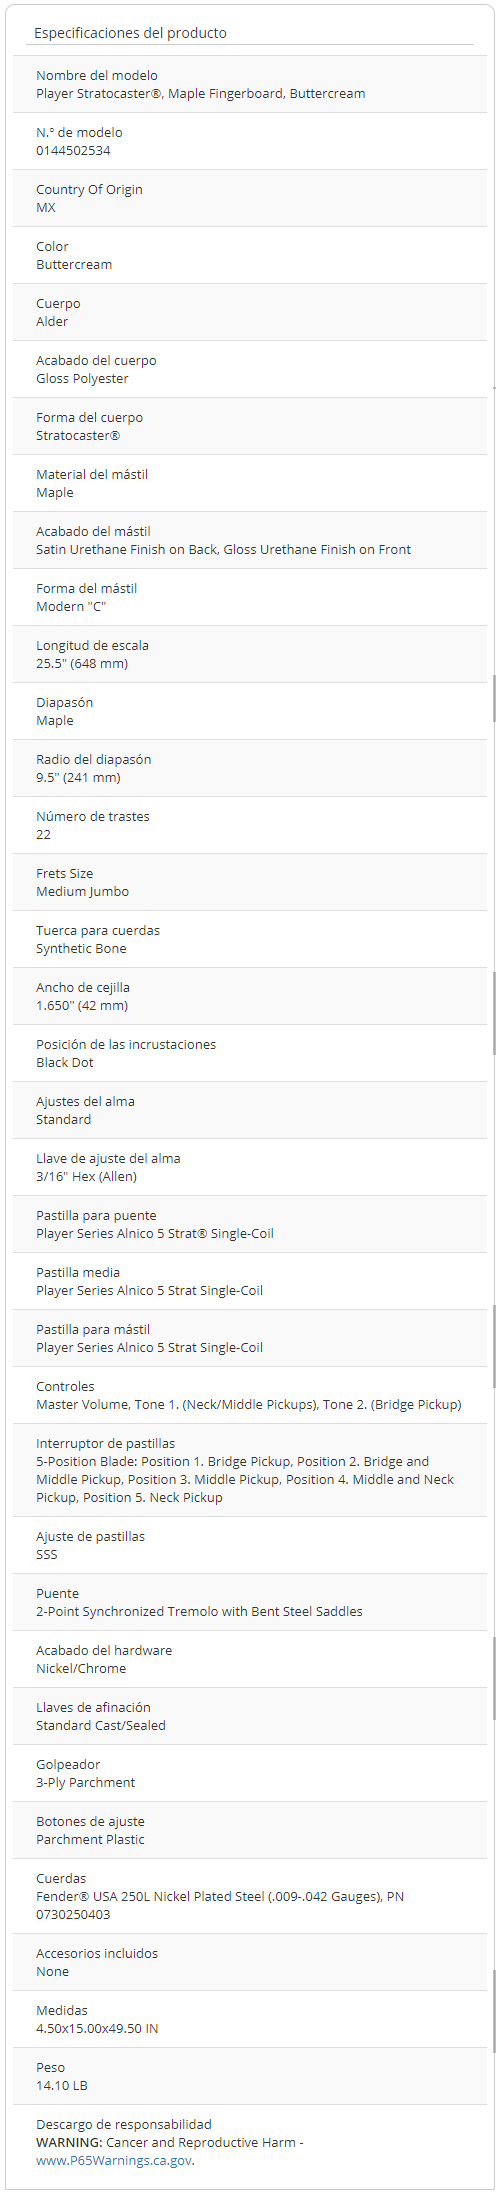 Especificaciones del producto
Nombre del modelo
Player Stratocaster®, Maple Fingerboard, Buttercream
N.° de modelo
0144502534
Country Of Origin
MX
Color
Buttercream
Cuerpo
Alder
Acabado del cuerpo
Gloss Polyester
Forma del cuerpo
Stratocaster®
Material del mástil
Maple
Acabado del mástil
Satin Urethane Finish on Back, Gloss Urethane Finish on Front
Forma del mástil
Modern "C"
Longitud de escala
25.5" (648 mm)
Diapasón
Maple
Radio del diapasón
9.5" (241 mm)
Número de trastes
22
Frets Size
Medium Jumbo
Tuerca para cuerdas
Synthetic Bone
Ancho de cejilla
1.650" (42 mm)
Posición de las incrustaciones
Black Dot
Ajustes del alma
Standard
Llave de ajuste del alma
3/16" Hex (Allen)
Pastilla para puente
Player Series Alnico 5 Strat® Single-Coil
Pastilla media
Player Series Alnico 5 Strat Single-Coil
Pastilla para mástil
Player Series Alnico 5 Strat Single-Coil
Controles
Master Volume, Tone 1. (Neck/Middle Pickups), Tone 2. (Bridge Pickup)
Interruptor de pastillas
5-Position Blade: Position 1. Bridge Pickup, Position 2. Bridge and
Middle Pickup, Position 3. Middle Pickup, Position 4. Middle and Neck
Pickup, Position 5. Neck Pickup
Ajuste de pastillas
SSS
Puente
2-Point Synchronized Tremolo with Bent Steel Saddles
Acabado del hardware
Nickel/Chrome
Llaves de afinación
Standard Cast/Sealed
Golpeador
3-Ply Parchment
Botones de ajuste
Parchment Plastic
Cuerdas
Fender® USA 250L Nickel Plated Steel (.009-.042 Gauges), PN
0730250403
Accesorios incluidos
None
Medidas
4.50x15.00x49.50 IN
Peso
14.10 LB
Descargo de responsabilidad
WARNING: Cancer and Reproductive Harm -
www.P65Warnings.ca.gov.